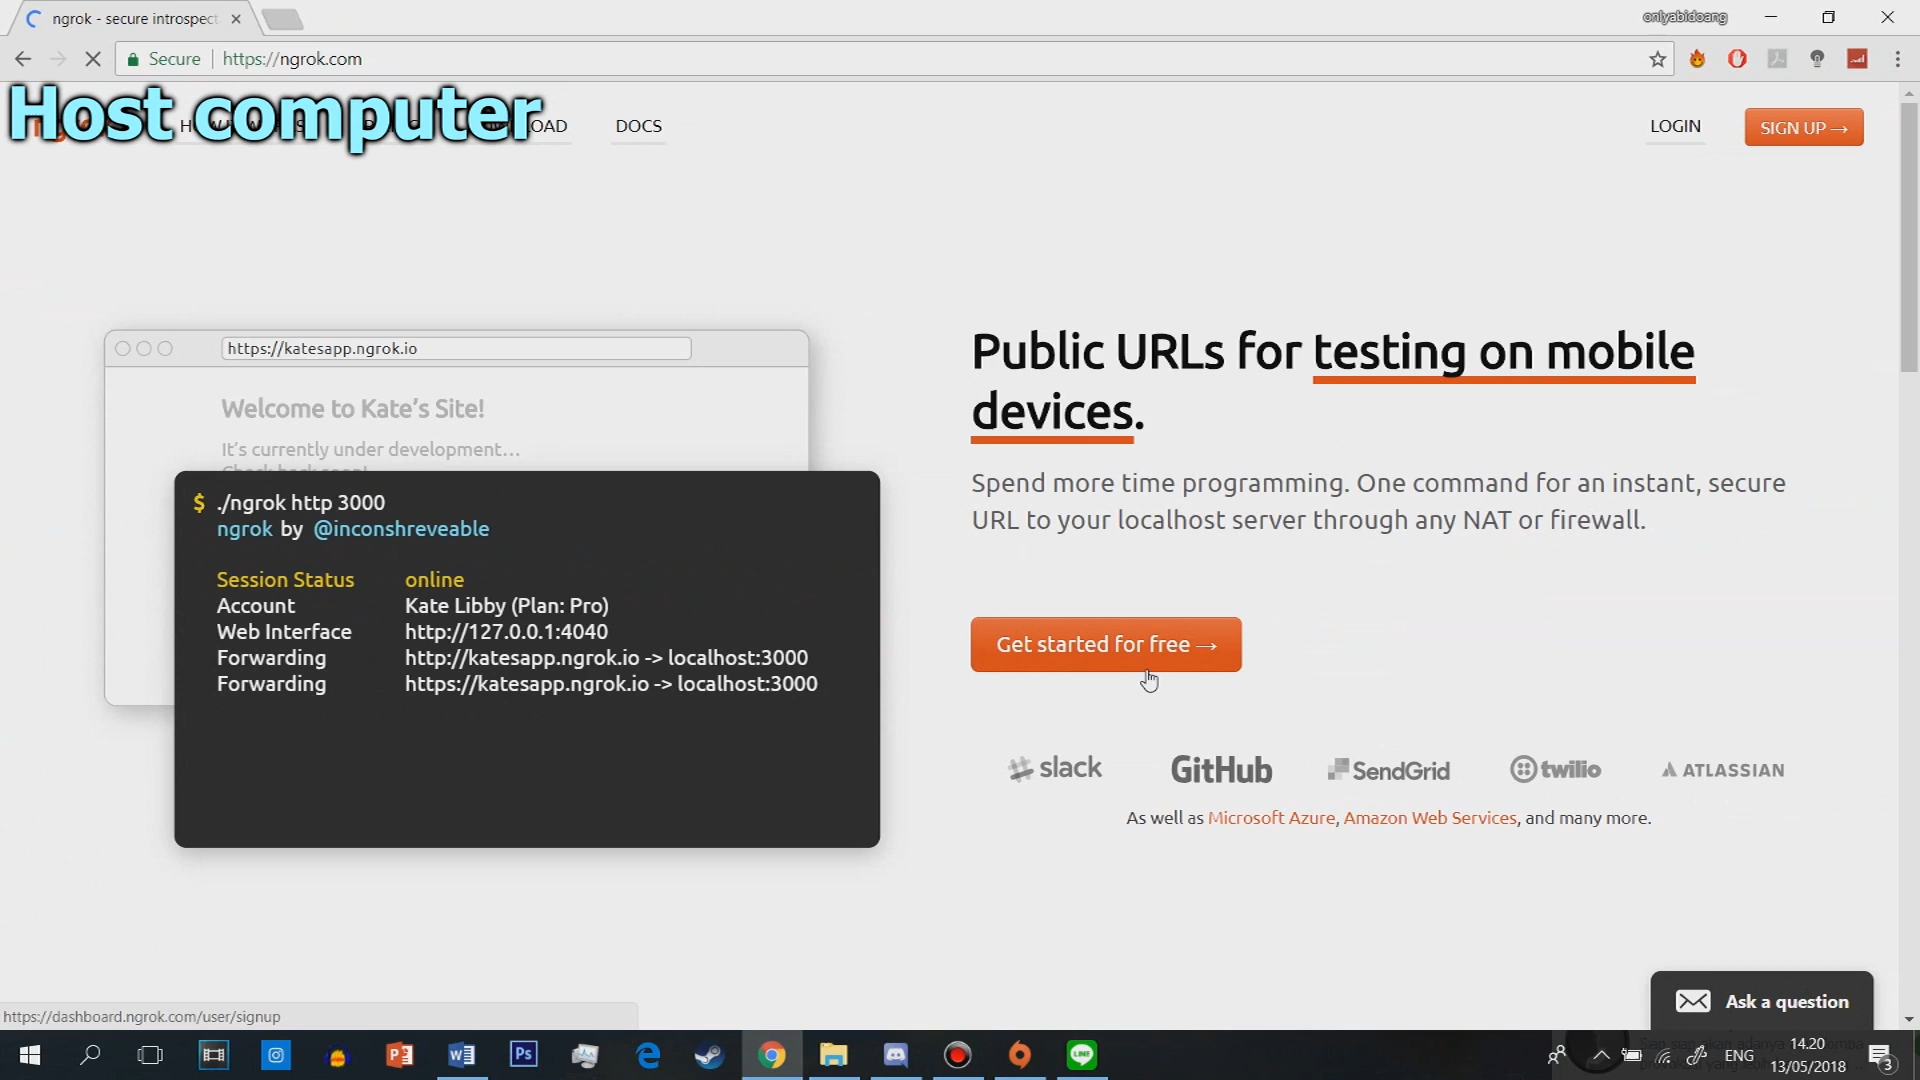 ngrok - secure introspect
onlyabidoang
Secure
https://ngrok.com
Host computer
DOCS
LOGIN
SIGN UP →
https://katesapp.ngrok.io
Welcome to Kate's Site!
It's currently under development...
$ ./ngrok http 3000
ngrok by @inconshreveable
Session Status online
Account Kate Libby (Plan: Pro)
Web Interface http://127.0.0.1:4040
Forwarding http://katesapp.ngrok.io -> localhost:3000
Forwarding https://katesapp.ngrok.io -> localhost:3000
Public URLs for testing on mobile
devices.
Spend more time programming. One command for an instant, secure
URL to your localhost server through any NAT or firewall.
Get started for free →
slack
GitHub
SendGrid
twilio
ATLASSIAN
As well as Microsoft Azure, Amazon Web Services, and many more.
Ask a question
https://dashboard.ngrok.com/user/signup
Ps
LINE
ENG
14.20
13/05/2018
3